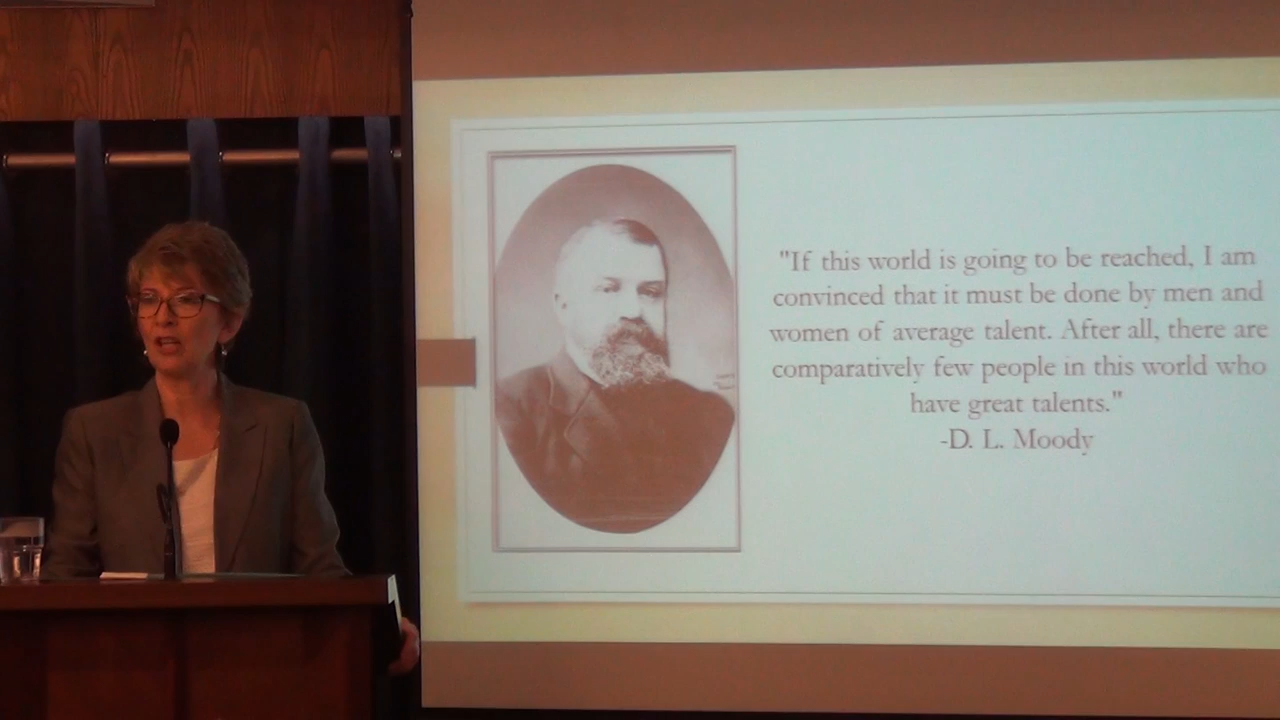 "If this world is going to be reached, I am
convinced that it must be done by men and
women of average talent. After all, there are
comparatively few people in this world who
have great talents."
-D. L. Moody